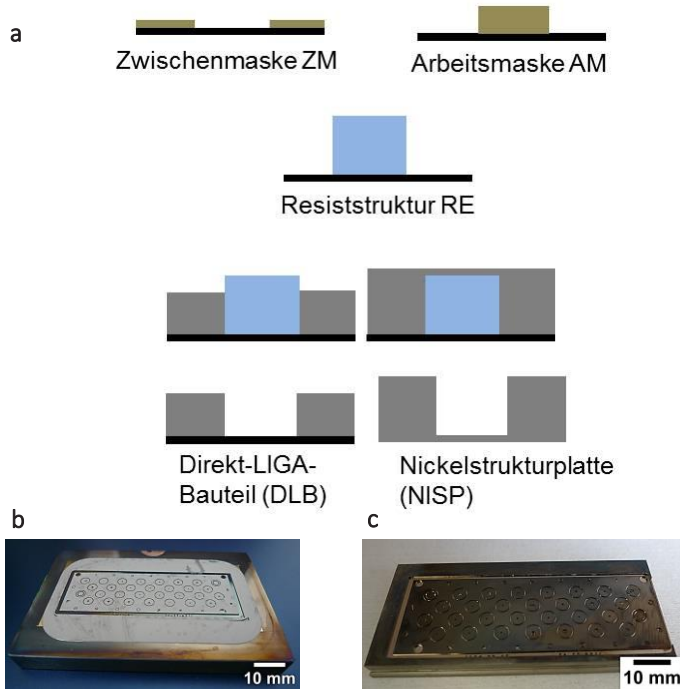 a
Zwischenmaske ZM
Arbeitsmaske AM
Resiststruktur RE
Direkt-LIGA-
Bauteil (DLB)
Nickelstrukturplatte
(NISP)
b
c
10 mm
10 mm